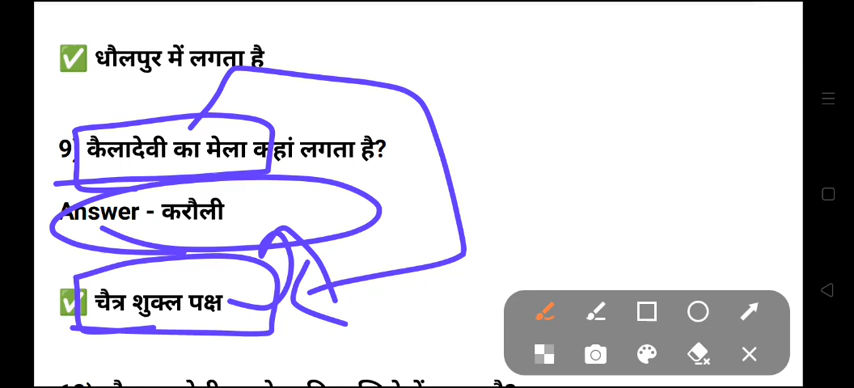 ✅ धौलपुर में लगता है
9) कैलादेवी का मेला कहां लगता है?
Answer - करौली
✅ चैत्र शुक्ल पक्ष